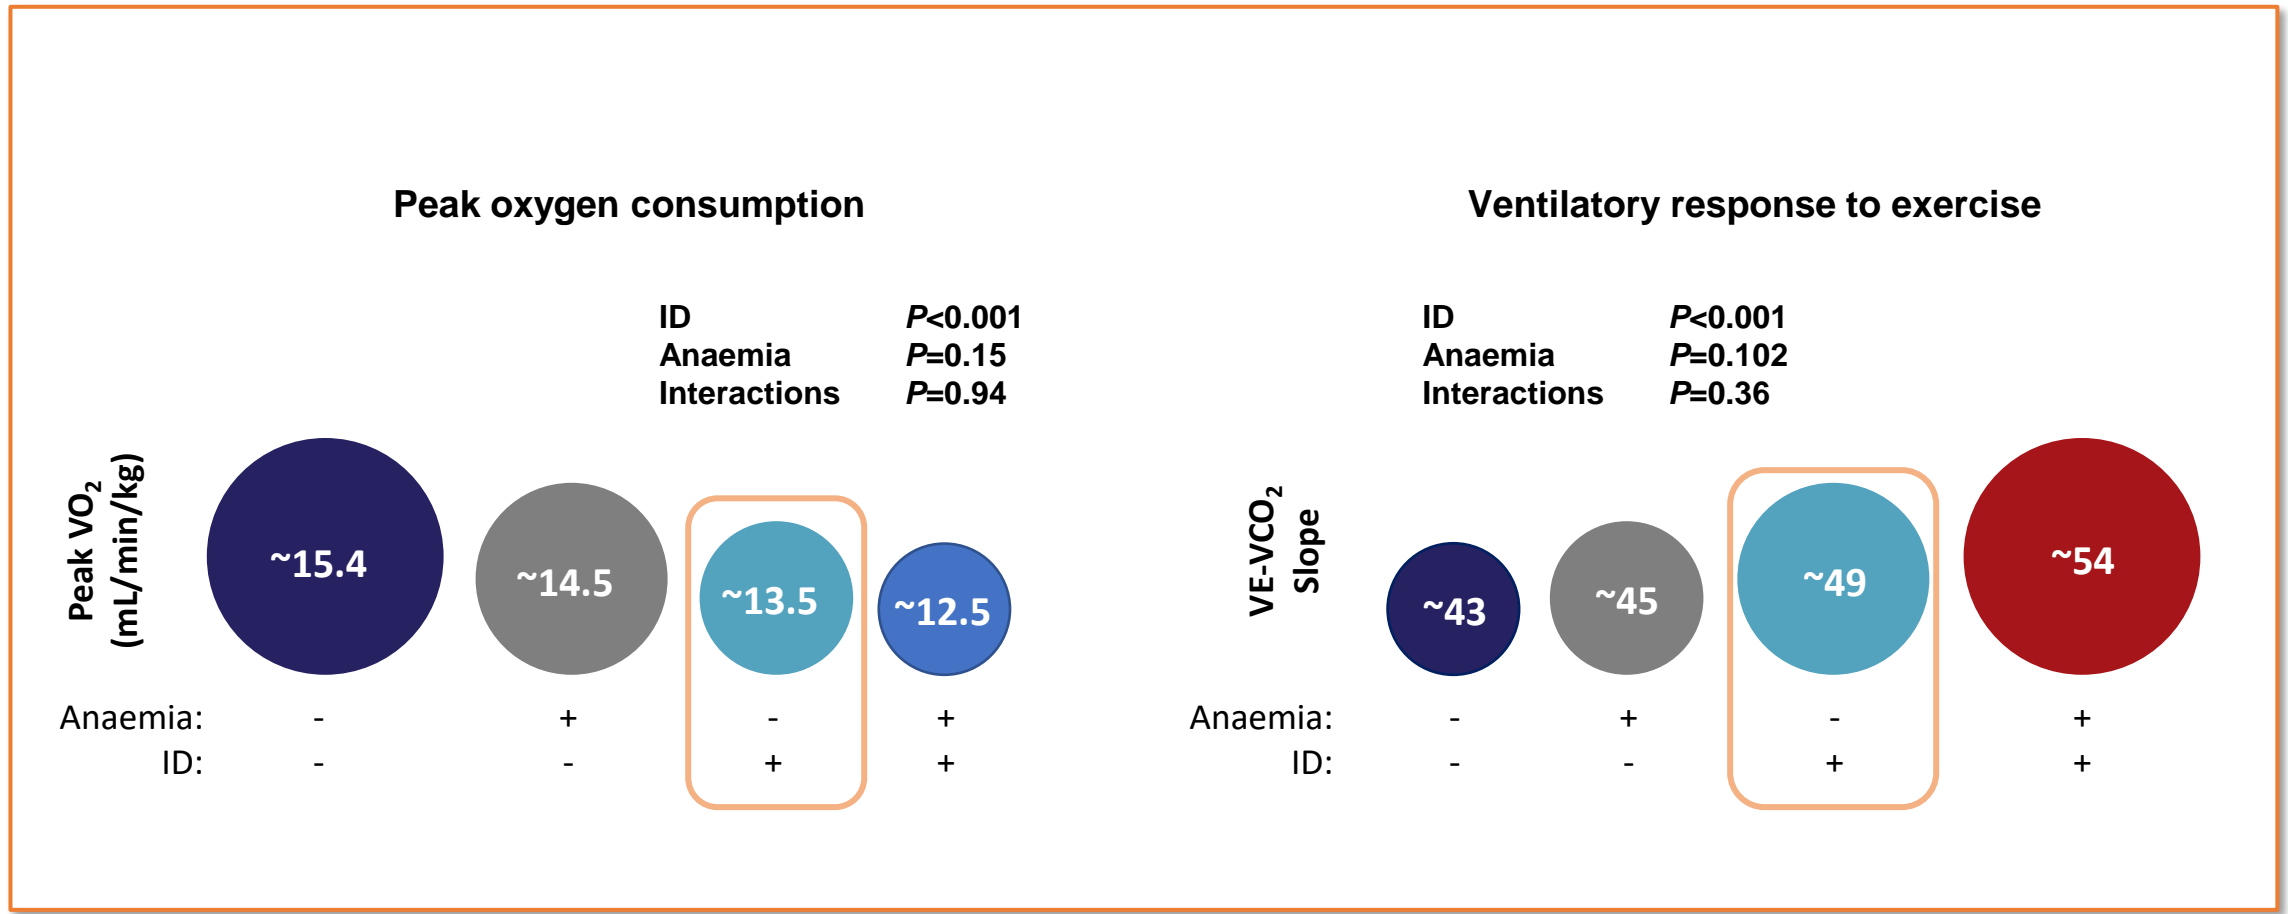 Peak oxygen consumption
ID P<0.001
Anaemia P=0.15
Interactions P=0.94
Peak VO₂
(mL/min/kg)
~15.4
~14.5
~13.5
~12.5
Anaemia: - + - +
ID: - - + +
Ventilatory response to exercise
ID P<0.001
Anaemia P=0.102
Interactions P=0.36
VE-VCO₂
Slope
~43
~45
~49
~54
Anaemia: - + - +
ID: - - + +